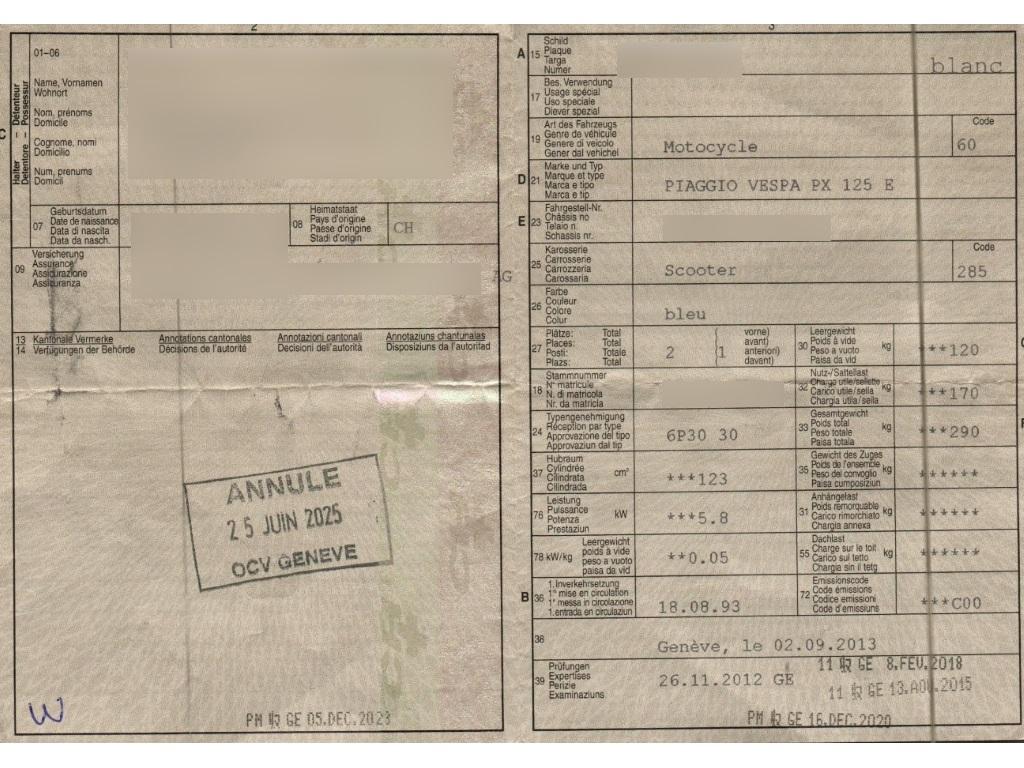 2
01–06
Halter – Détenteur
Detentore – Possessur
Name, Vornamen
Wohnort
Nom, prénoms
Domicile
Cognome, nomi
Domicilio
Num, prenums
Domicil
C
07
Geburtsdatum
Date de naissance
Data di nascita
Data da nasch.
08
Heimatstaat
Pays d'origine
Paese d'origine
Stadi d'origin
CH
09
Versicherung
Assurance
Assicurazione
Assicuranza
AG
13 Kantonale Vermerke Annotations cantonales Annotazioni cantonali Annotaziuns chantunalas
14 Verfügungen der Behörde Décisions de l'autorité Decisioni dell'autorità Disposiziuns da l'autoritad
ANNULE
25 JUIN 2025
OCV GENEVE
W
PM GE 05.DEC.2023
3
A 15
Schild
Plaque
Targa
Numer
blanc
17
Bes. Verwendung
Usage spécial
Uso speciale
Diever spezial
19
Art des Fahrzeugs
Genre de véhicule
Genere di veicolo
Gener dal vehichel
Motocycle
Code
60
D 21
Marke und Typ
Marque et type
Marca e tipo
Marca e tip
PIAGGIO VESPA PX 125 E
E 23
Fahrgestell-Nr.
Châssis no
Telaio n.
Schassis nr.
25
Karosserie
Carrosserie
Carrozzeria
Carossaria
Scooter
Code
285
26
Farbe
Couleur
Colore
Colur
bleu
27
Plätze: Total
Places: Total
Posti: Totale
Plazs: Total
2
(1
vorne)
avant)
anteriori)
davant)
30
Leergewicht
Poids à vide
Peso a vuoto
Paisa da vid
kg
***120
18
Stammnummer
N° matricule
N. di matricola
Nr. da matricla
32
Nutz-/Sattellast
Charge utile/sellette
Carico utile/sella
Chargia utila/sella
kg
***170
24
Typengenehmigung
Réception par type
Approvazione del tipo
Approvaziun dal tip
6P30 30
33
Gesamtgewicht
Poids total
Peso totale
Paisa totala
kg
***290
37
Hubraum
Cylindrée
Cilindrata
Cilindrada
cm³
***123
35
Gewicht des Zuges
Poids de l'ensemble
Peso del convoglio
Paisa cumposiziun
kg
******
76
Leistung
Puissance
Potenza
Prestaziun
kW
***5.8
31
Anhängelast
Poids remorquable
Carico rimorchiato
Chargia annexa
kg
******
78 kW/kg
Leergewicht
poids à vide
peso a vuoto
paisa da vid
**0.05
55
Dachlast
Charge sur le toit
Carico sul tetto
Chargia sin il tetg
kg
******
B 36
1.Inverkehrsetzung
1re mise en circulation
1a messa in circolazione
1.entrada en circulaziun
18.08.93
72
Emissionscode
Code émissions
Codice emissioni
Code d'emissiuns
***C00
38
Genève, le 02.09.2013
39
Prüfungen
Expertises
Perizie
Examinaziuns
26.11.2012 GE
11 GE 8.FEV.2018
11 GE 13.AOU.2015
PM GE 16.DEC.2020